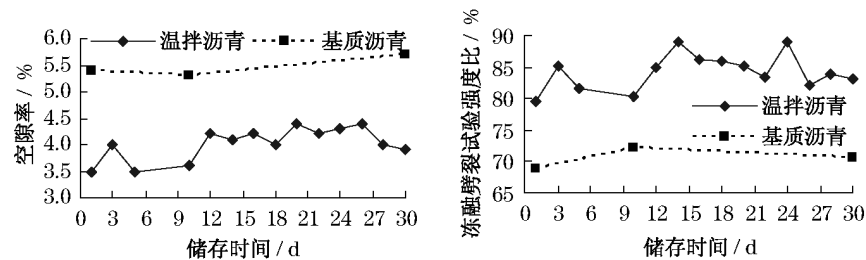 空隙率 / %
6.0
5.5
5.0
4.5
4.0
3.5
3.0
温拌沥青
基质沥青
0 3 6 9 12 15 18 21 24 27 30
储存时间 / d
冻融劈裂试验强度比 / %
90
85
80
75
70
65
温拌沥青
基质沥青
0 3 6 9 12 15 18 21 24 27 30
储存时间 / d